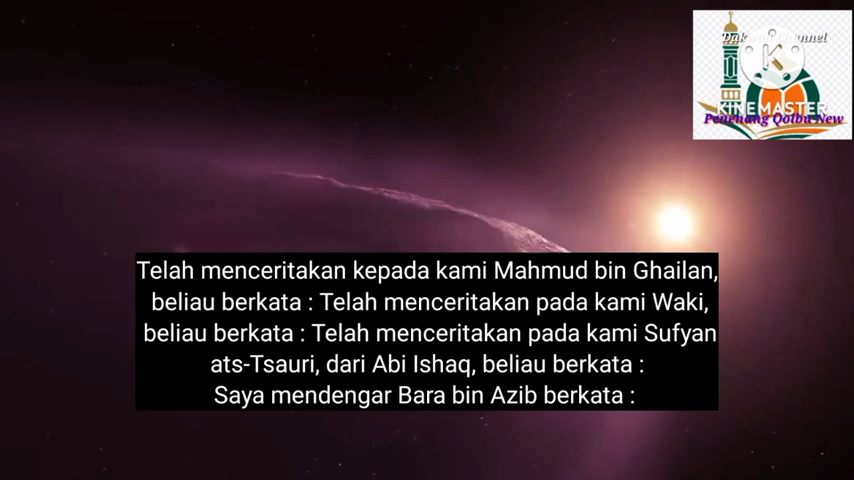 Dakwah Channel
KINEMASTER
Penenang Qolbu New
Telah menceritakan kepada kami Mahmud bin Ghailan,
beliau berkata : Telah menceritakan pada kami Waki,
beliau berkata : Telah menceritakan pada kami Sufyan
ats-Tsauri, dari Abi Ishaq, beliau berkata :
Saya mendengar Bara bin Azib berkata :